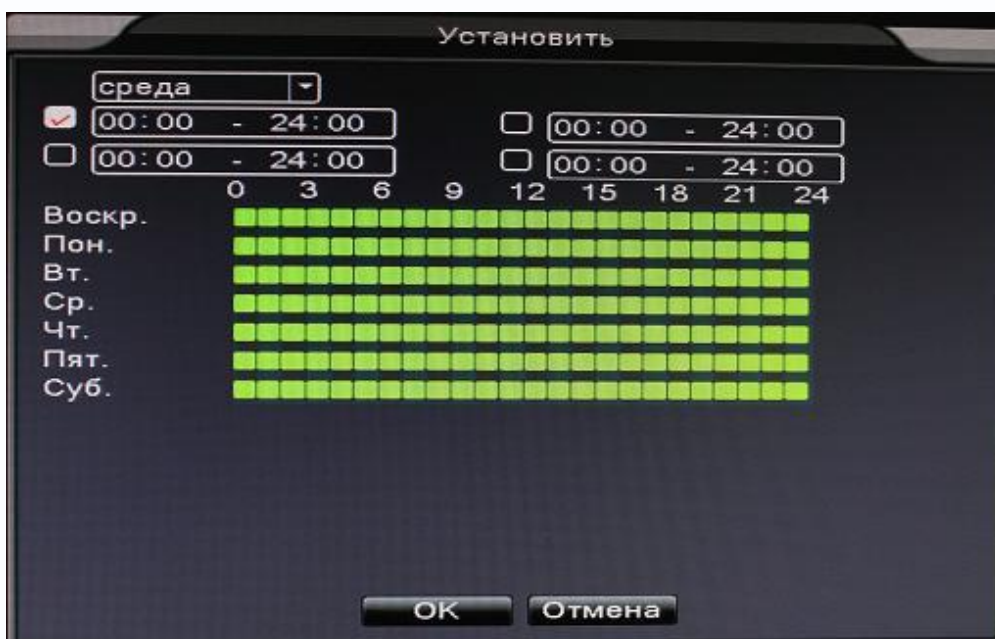 Установить
среда
00:00 - 24:00 00:00 - 24:00
00:00 - 24:00 00:00 - 24:00
0 3 6 9 12 15 18 21 24
Воскр.
Пон.
Вт.
Ср.
Чт.
Пят.
Суб.
OK Отмена